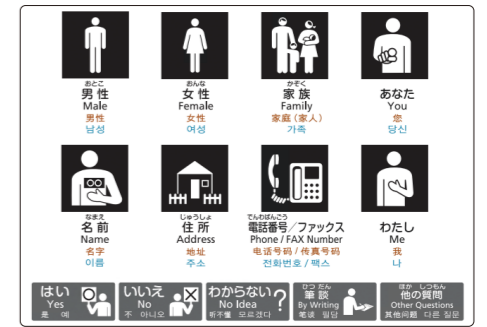 おとこ
男性
Male
男性
남성
おんな
女性
Female
女性
여성
かぞく
家族
Family
家庭(家人)
가족
あなた
You
您
당신
なまえ
名前
Name
名字
이름
じゅうしょ
住所
Address
地址
주소
でんわばんごう
電話番号/ファックス
Phone / FAX Number
电话号码 / 传真号码
전화번호 / 팩스
わたし
Me
我
나
はい
Yes
是 예
いいえ
No
不 아니오
わからない
No Idea
听不懂 모르겠다
?
ひつ だん
筆談
By Writing
笔谈 필담
ほか しつもん
他の質問
Other Questions
其他问题 다른 질문